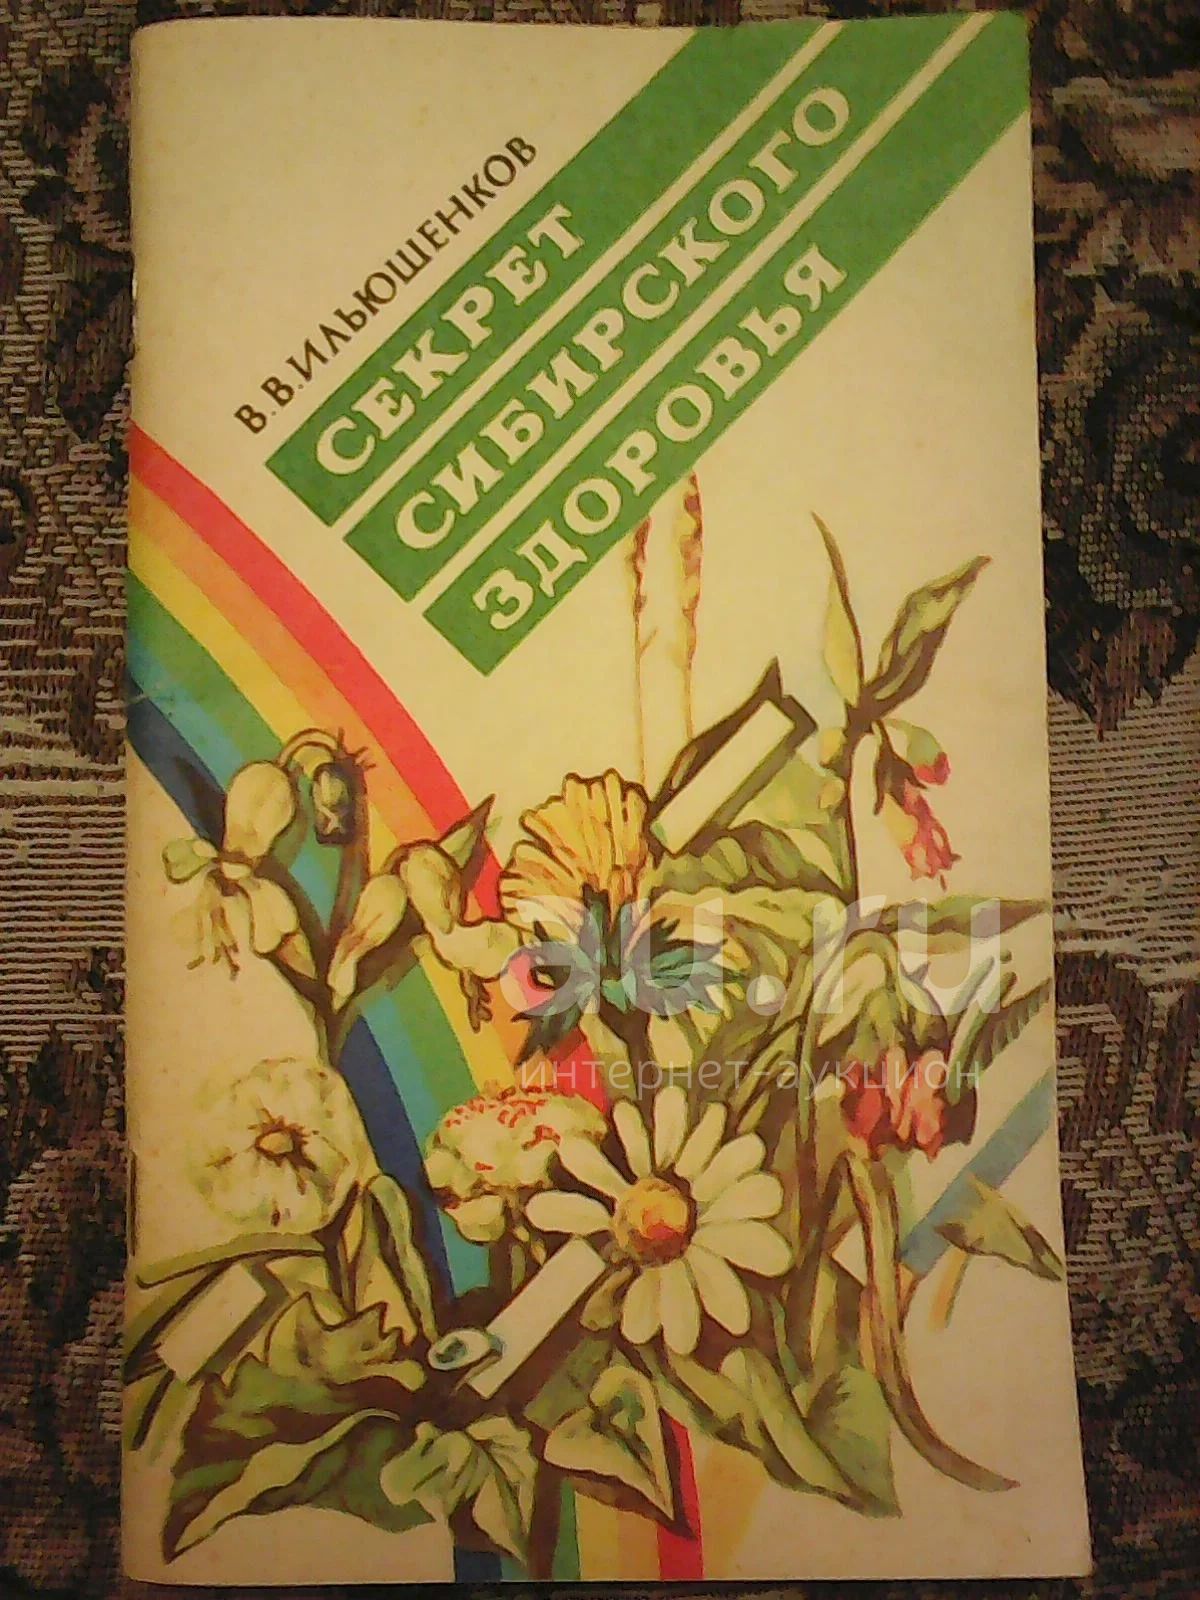 В.В.ИЛЬЮШЕНКОВ
СЕКРЕТ
СИБИРСКОГО
ЗДОРОВЬЯ
au.ru
интернет-аукцион